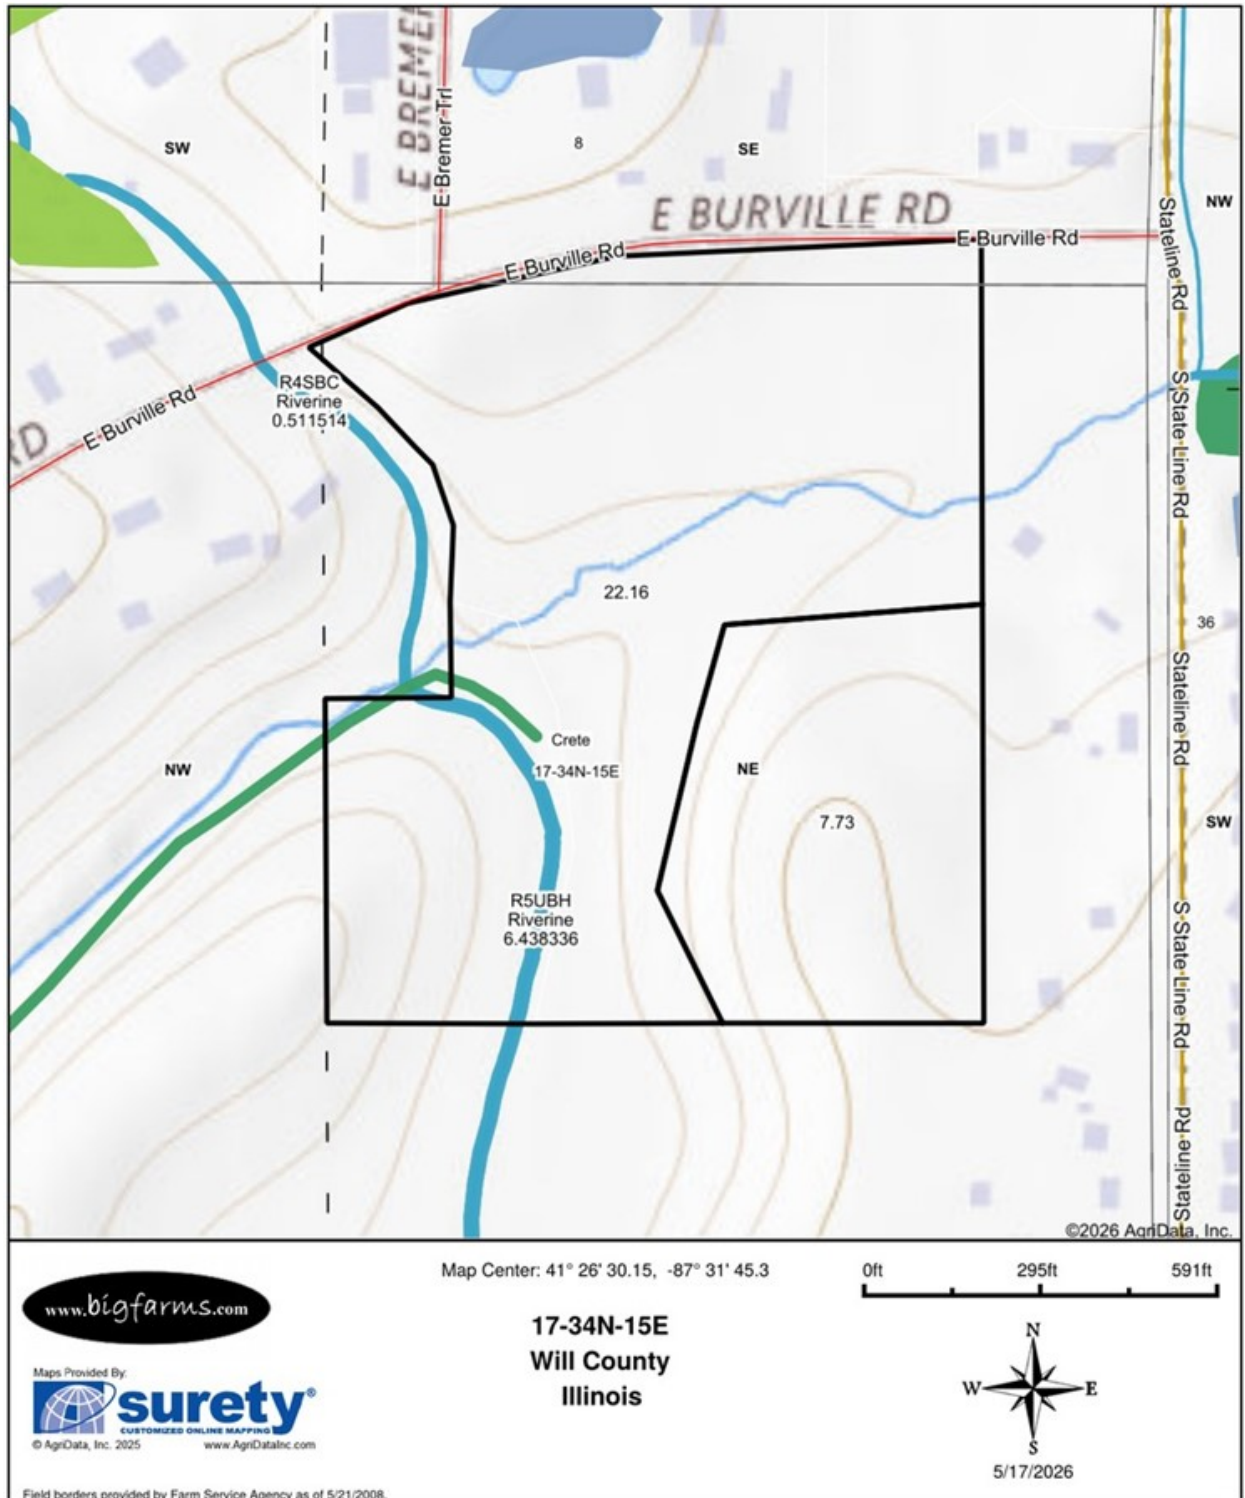 E BREMER
E Bremer Trl
SW
8
SE
NW
E BURVILLE RD
E Burville Rd
E Burville Rd
Stateline Rd
R4SBC
Riverine
0.511514
E Burville Rd
RD
S State Line Rd
22.16
36
Stateline Rd
Crete
17-34N-15E
NW
NE
7.73
SW
R5UBH
Riverine
6.438336
S State Line Rd
Stateline Rd
©2026 AgriData, Inc.
www.bigfarms.com
Map Center: 41° 26' 30.15, -87° 31' 45.3
0ft 295ft 591ft
17-34N-15E
Will County
Illinois
N
W E
S
5/17/2026
Maps Provided By:
surety®
CUSTOMIZED ONLINE MAPPING
© AgriData, Inc. 2025 www.AgriDataInc.com
Field borders provided by Farm Service Agency as of 5/21/2008.